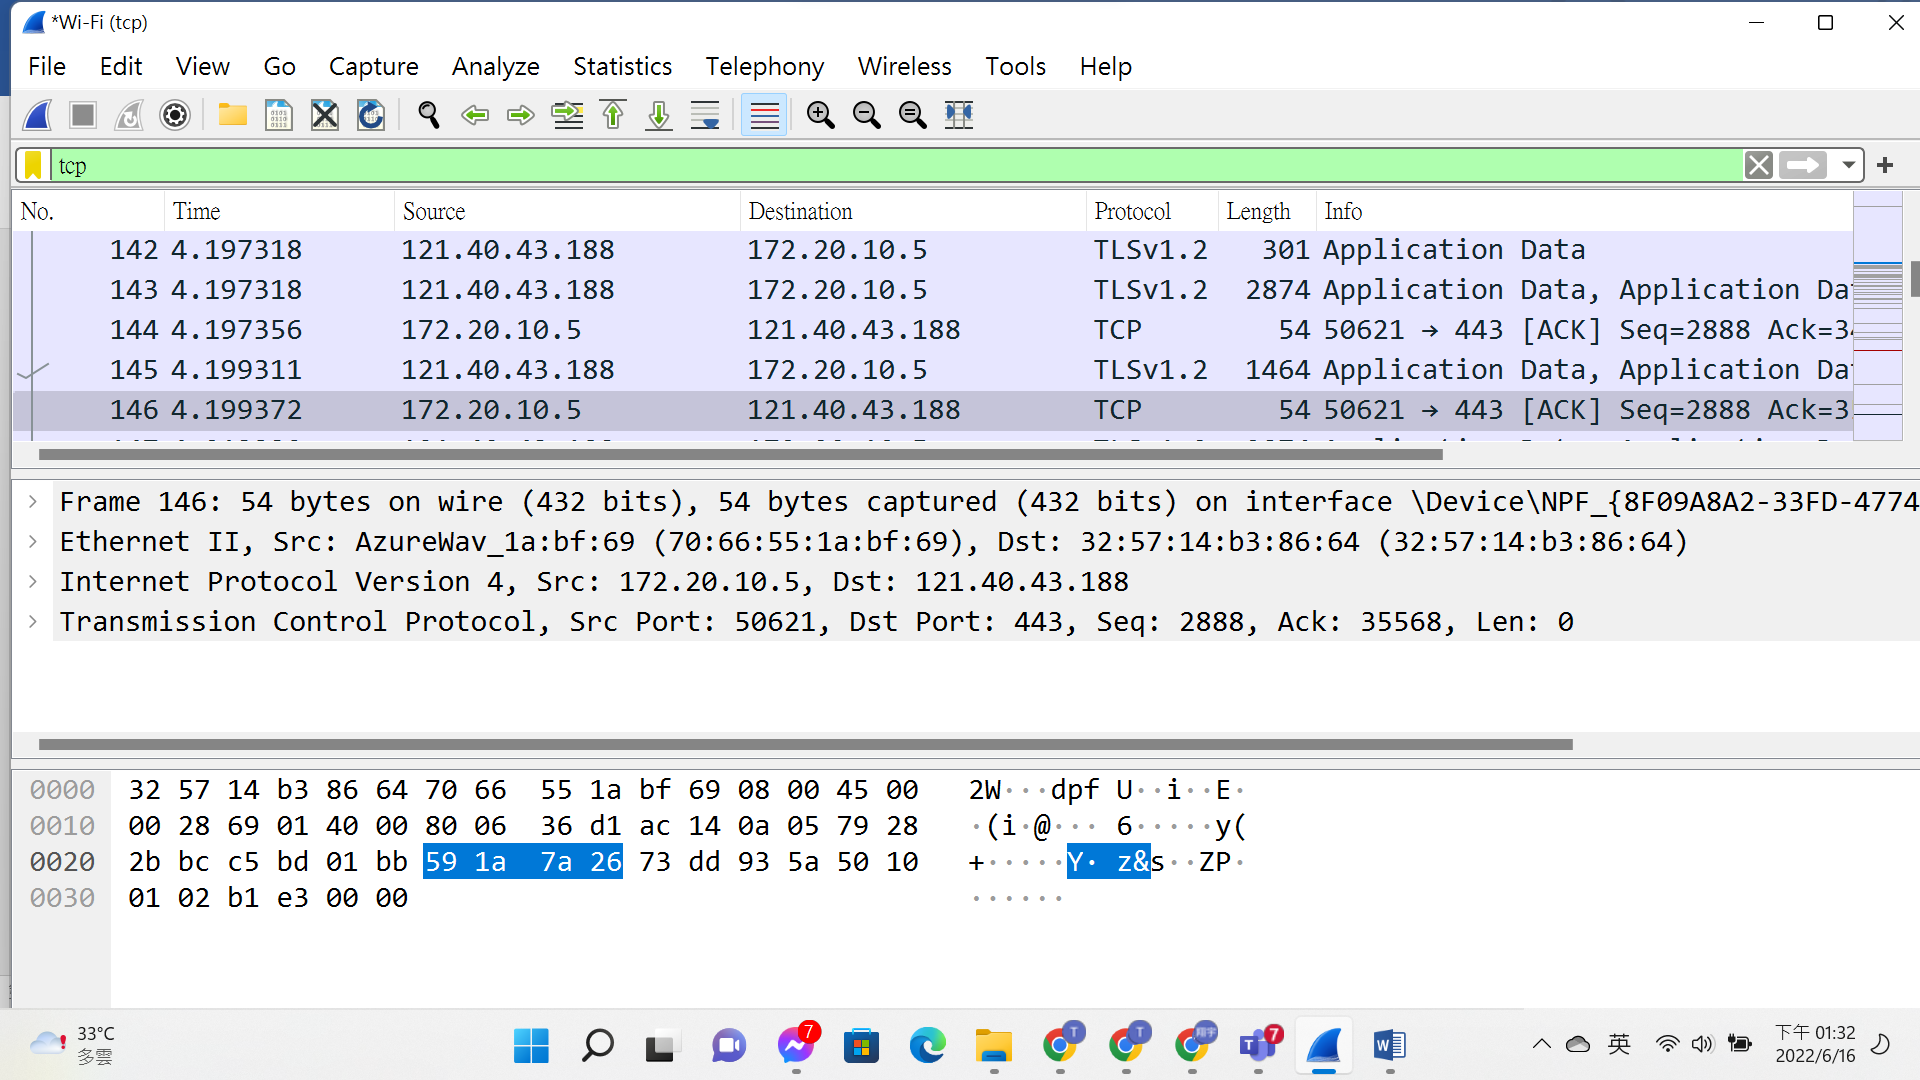 *Wi-Fi (tcp)
File Edit View Go Capture Analyze Statistics Telephony Wireless Tools Help
tcp
No. Time Source Destination Protocol Length Info
142 4.197318 121.40.43.188 172.20.10.5 TLSv1.2 301 Application Data
143 4.197318 121.40.43.188 172.20.10.5 TLSv1.2 2874 Application Data, Application Da
144 4.197356 172.20.10.5 121.40.43.188 TCP 54 50621 → 443 [ACK] Seq=2888 Ack=34
145 4.199311 121.40.43.188 172.20.10.5 TLSv1.2 1464 Application Data, Application Da
146 4.199372 172.20.10.5 121.40.43.188 TCP 54 50621 → 443 [ACK] Seq=2888 Ack=3
Frame 146: 54 bytes on wire (432 bits), 54 bytes captured (432 bits) on interface \Device\NPF_{8F09A8A2-33FD-4774
Ethernet II, Src: AzureWav_1a:bf:69 (70:66:55:1a:bf:69), Dst: 32:57:14:b3:86:64 (32:57:14:b3:86:64)
Internet Protocol Version 4, Src: 172.20.10.5, Dst: 121.40.43.188
Transmission Control Protocol, Src Port: 50621, Dst Port: 443, Seq: 2888, Ack: 35568, Len: 0
0000 32 57 14 b3 86 64 70 66 55 1a bf 69 08 00 45 00 2W···dpf U··i··E·
0010 00 28 69 01 40 00 80 06 36 d1 ac 14 0a 05 79 28 ·(i·@··· 6·····y(
0020 2b bc c5 bd 01 bb 59 1a 7a 26 73 dd 93 5a 50 10 +·····Y· z&s··ZP·
0030 01 02 b1 e3 00 00 ······
33°C
多雲
7
T
T
翔宇
7
英
下午 01:32
2022/6/16